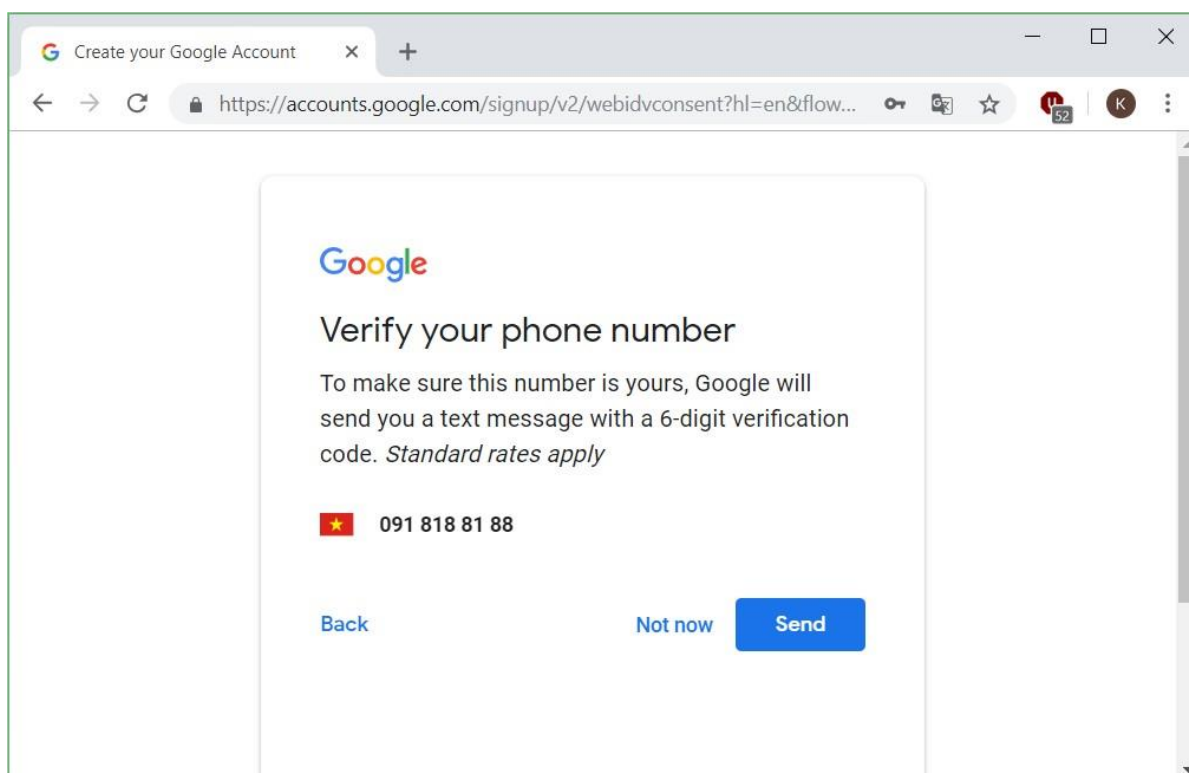 Create your Google Account
https://accounts.google.com/signup/v2/webidvconsent?hl=en&flow...
52
K
Google
Verify your phone number
To make sure this number is yours, Google will
send you a text message with a 6-digit verification
code. Standard rates apply
091 818 81 88
Back Not now Send